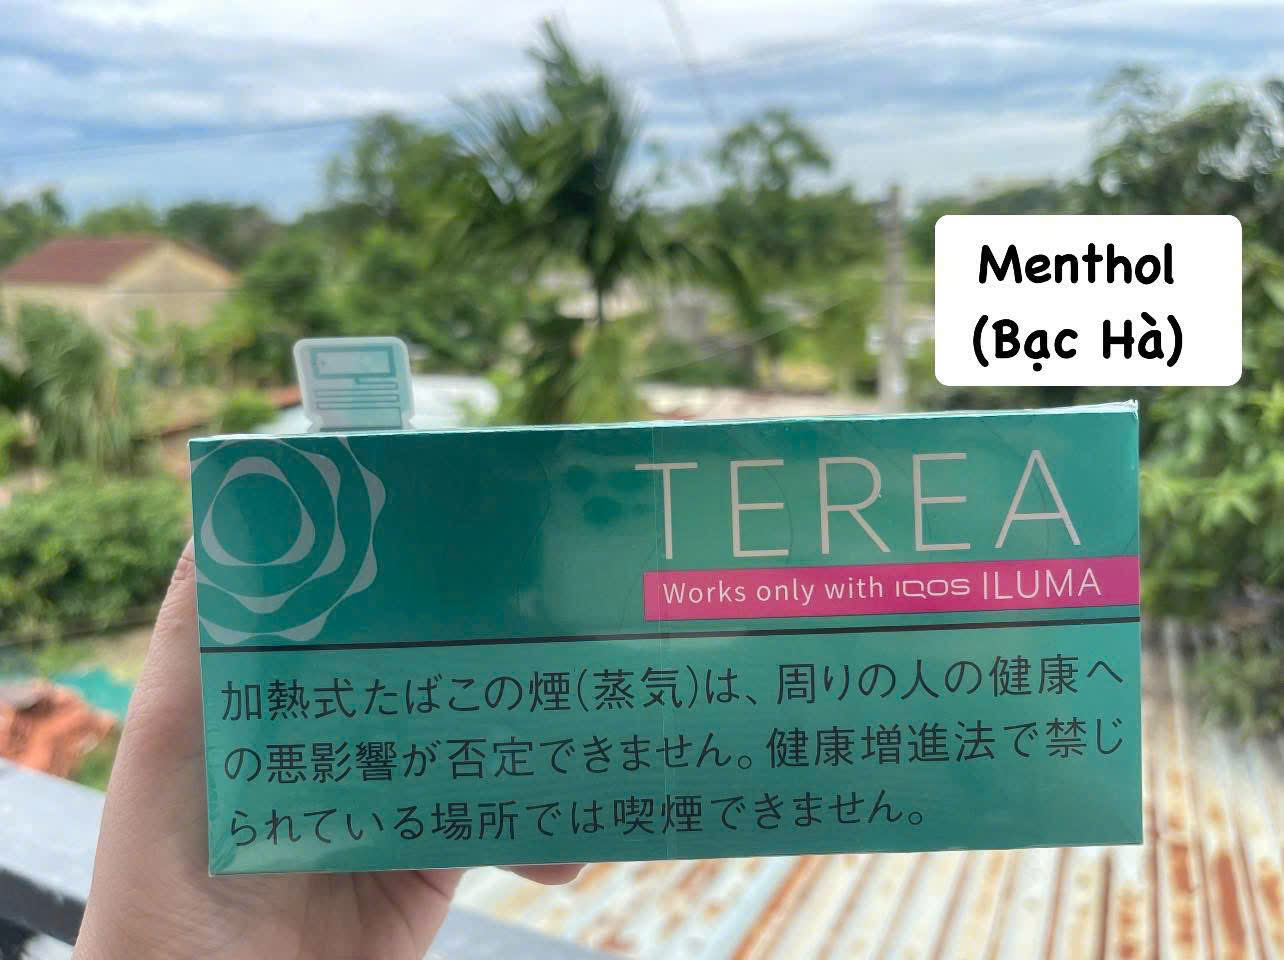 Menthol
(Bạc Hà)
TEREA
Works only with IQOS ILUMA
加熱式たばこの煙(蒸気)は、周りの人の健康へ
の悪影響が否定できません。健康増進法で禁じ
られている場所では喫煙できません。